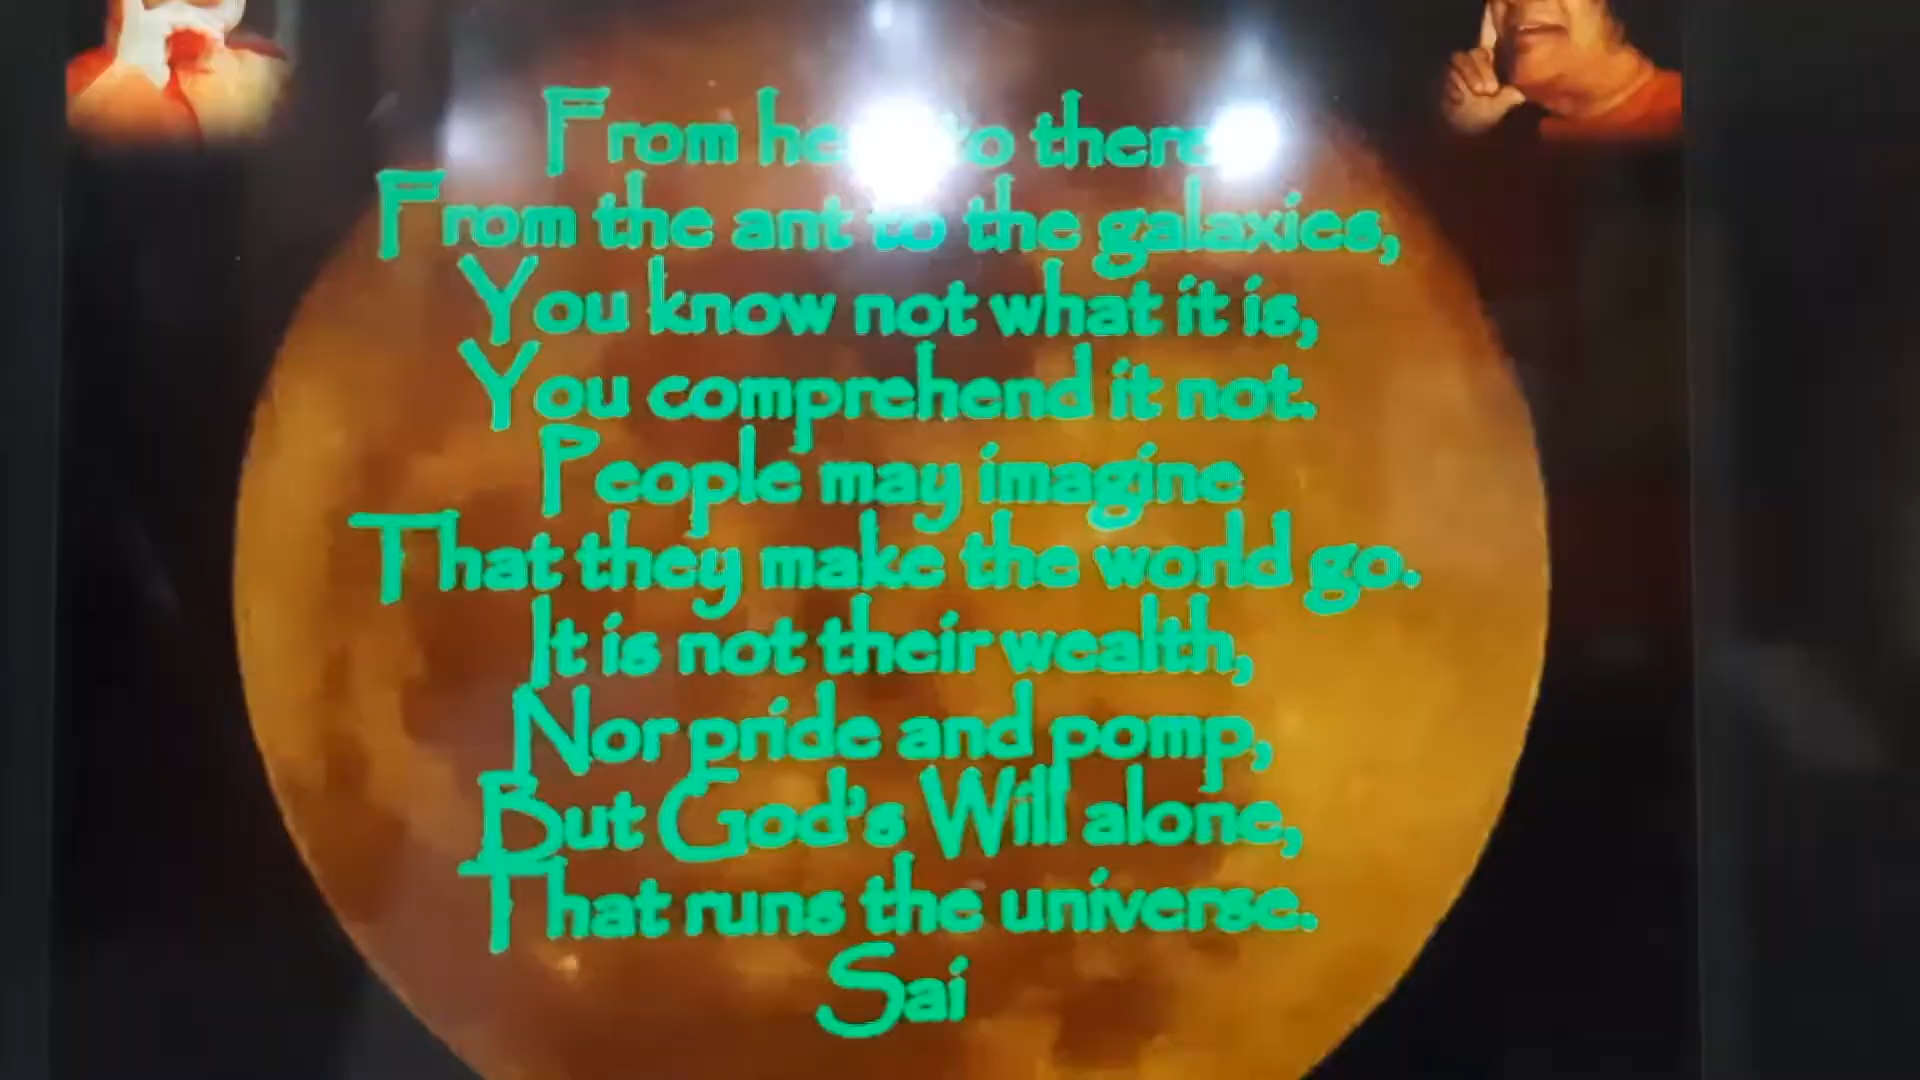 From to there
From the ant to the galaxies,
You know not what it is,
You comprehend it not.
People may imagine
That they make the world go.
It is not their wealth,
Nor pride and pomp,
But God's Will alone,
That runs the universe.
Sai